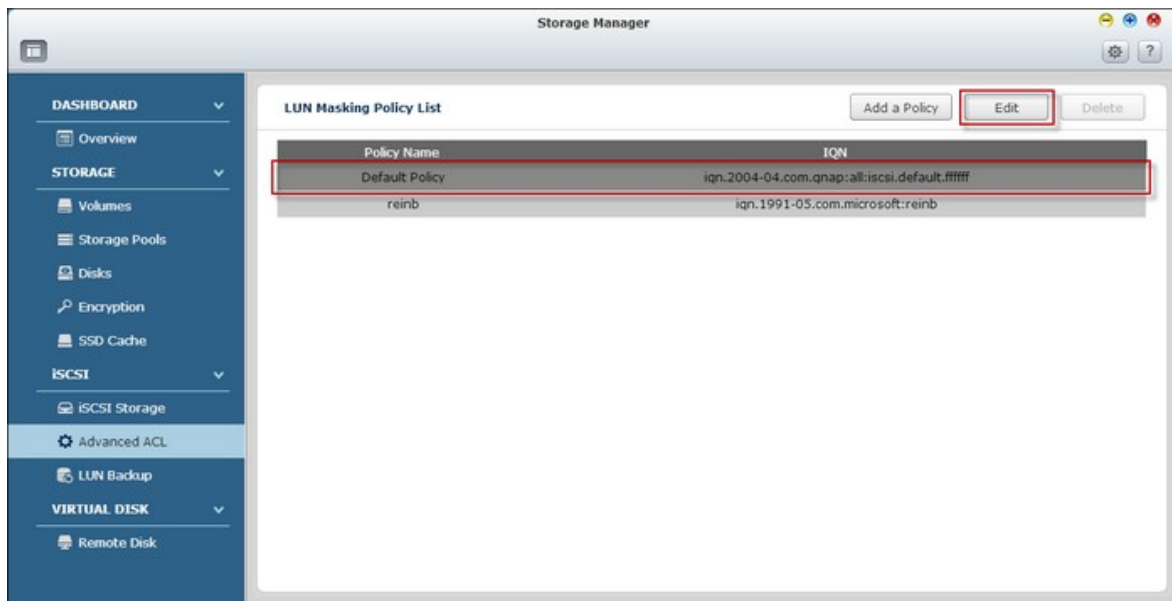 Storage Manager
?
DASHBOARD
Overview
STORAGE
Volumes
Storage Pools
Disks
Encryption
SSD Cache
iSCSI
iSCSI Storage
Advanced ACL
LUN Backup
VIRTUAL DISK
Remote Disk
LUN Masking Policy List
Add a Policy Edit Delete
Policy Name IQN
Default Policy iqn.2004-04.com.qnap:all:iscsi.default.ffffff
reinb iqn.1991-05.com.microsoft:reinb